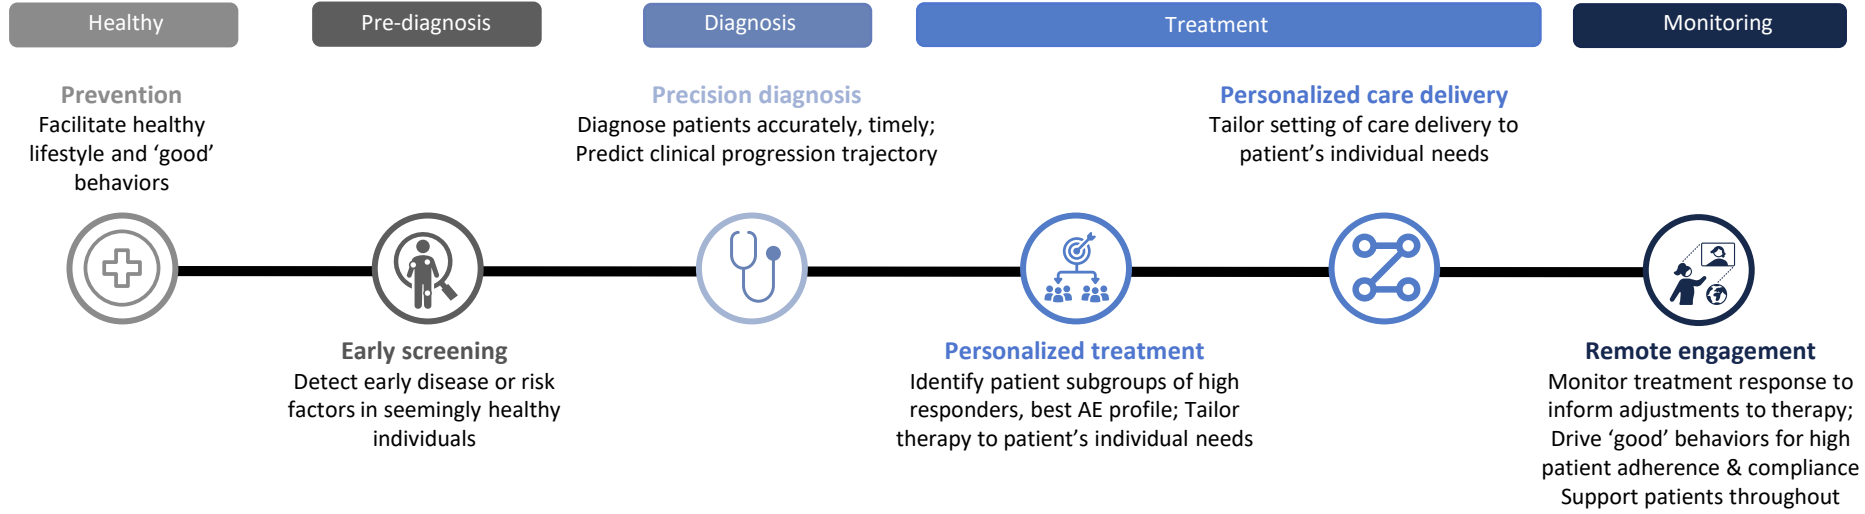 Healthy
Pre-diagnosis
Diagnosis
Treatment
Monitoring
Prevention
Facilitate healthy
lifestyle and ‘good’
behaviors
Precision diagnosis
Diagnose patients accurately, timely;
Predict clinical progression trajectory
Personalized care delivery
Tailor setting of care delivery to
patient’s individual needs
Early screening
Detect early disease or risk
factors in seemingly healthy
individuals
Personalized treatment
Identify patient subgroups of high
responders, best AE profile; Tailor
therapy to patient’s individual needs
Remote engagement
Monitor treatment response to
inform adjustments to therapy;
Drive ‘good’ behaviors for high
patient adherence & compliance
Support patients throughout